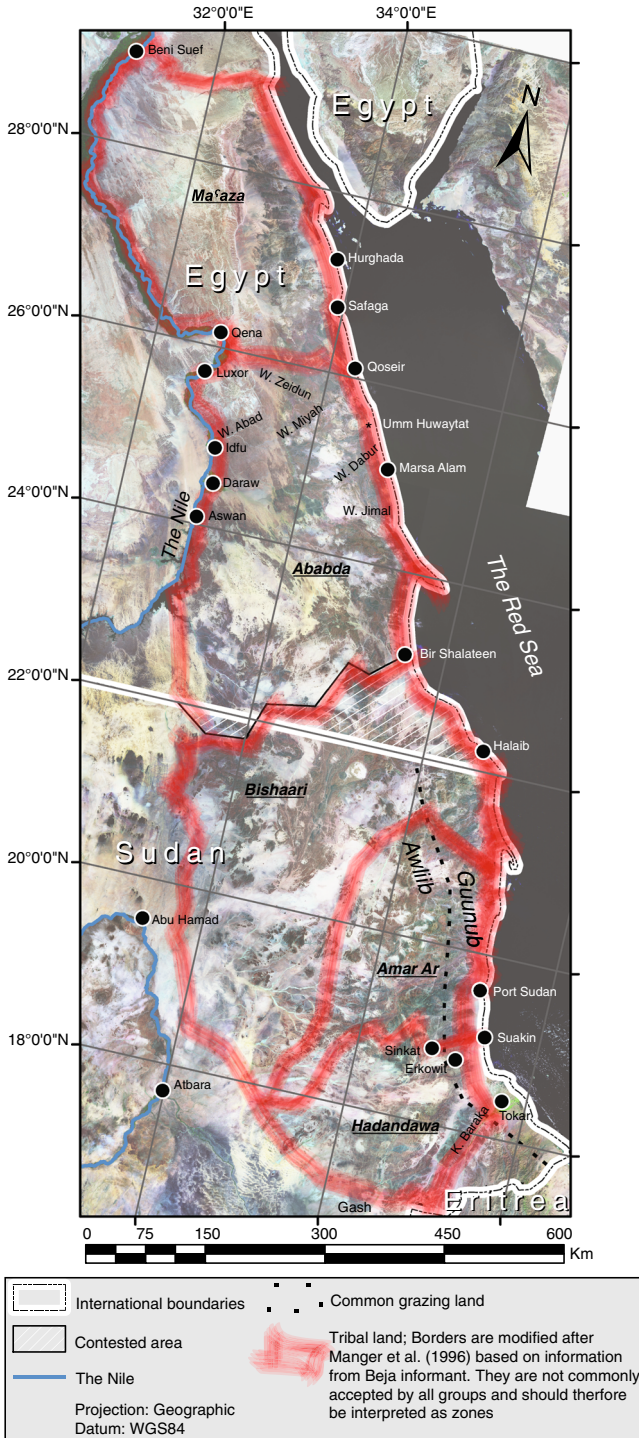 32°0'0"E
34°0'0"E
Beni Suef
Egypt
N
28°0'0"N
Maʕaza
Egypt
Hurghada
Safaga
26°0'0"N
Qena
Qoseir
Luxor
W. Zeidun
W. Abad
W. Miyah
Umm Huwaytat
Idfu
W. Dabur
Marsa Alam
Daraw
24°0'0"N
The Nile
Aswan
W. Jimal
Ababda
The Red Sea
Bir Shalateen
22°0'0"N
Halaib
Bishaari
Sudan
Awliib
Guunub
20°0'0"N
Abu Hamad
Amar Ar
Port Sudan
18°0'0"N
Sinkat
Suakin
Erkowit
Atbara
Tokar
Hadandawa
K. Baraka
Gash
Eritrea
0 75 150 300 450 600
Km
International boundaries
Common grazing land
Contested area
Tribal land; Borders are modified after
Manger et al. (1996) based on information
from Beja informant. They are not commonly
accepted by all groups and should therfore
be interpreted as zones
The Nile
Projection: Geographic
Datum: WGS84